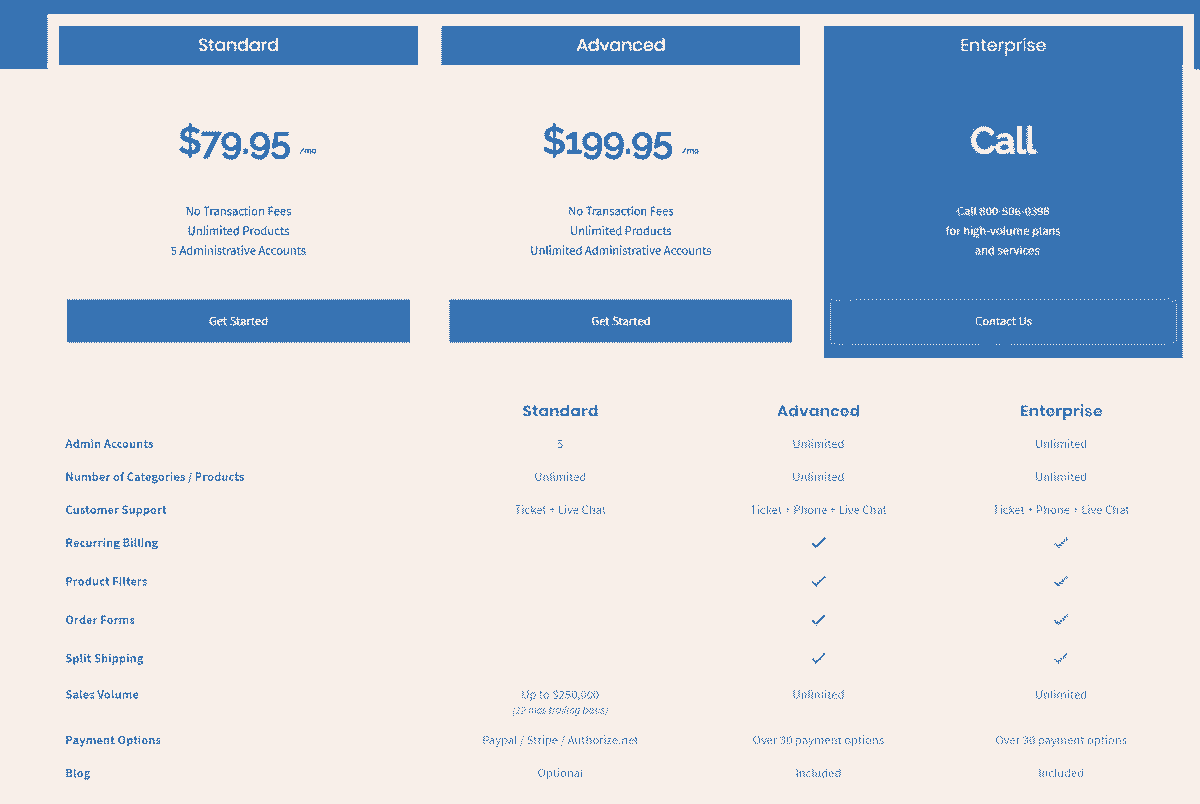 Standard
Advanced
Enterprise
$79.95 /mo
$199.95 /mo
Call
No Transaction Fees
Unlimited Products
5 Administrative Accounts
No Transaction Fees
Unlimited Products
Unlimited Administrative Accounts
Call 800-506-0398
for high-volume plans
and services
Get Started
Get Started
Contact Us
Standard Advanced Enterprise
Admin Accounts 5 Unlimited Unlimited
Number of Categories / Products Unlimited Unlimited Unlimited
Customer Support Ticket + Live Chat Ticket + Phone + Live Chat Ticket + Phone + Live Chat
Recurring Billing ✓ ✓
Product Filters ✓ ✓
Order Forms ✓ ✓
Split Shipping ✓ ✓
Sales Volume Up to $250,000 Unlimited Unlimited
mos trailing basis)
Payment Options Paypal / Stripe / Authorize.net Over 30 payment options Over 30 payment options
Blog Optional Included Included